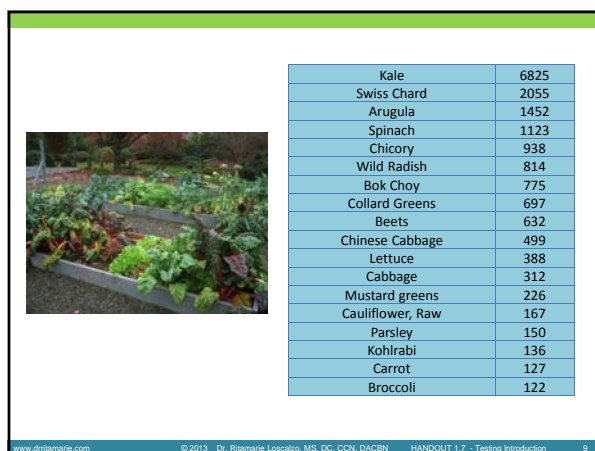 Kale 6825
Swiss Chard 2055
Arugula 1452
Spinach 1123
Chicory 938
Wild Radish 814
Bok Choy 775
Collard Greens 697
Beets 632
Chinese Cabbage 499
Lettuce 388
Cabbage 312
Mustard greens 226
Cauliflower, Raw 167
Parsley 150
Kohlrabi 136
Carrot 127
Broccoli 122
www.drritamarie.com © 2013 Dr. Ritamarie Loscalzo, MS, DC, CCN, DACBN HANDOUT 1.7 - Testing Introduction 9